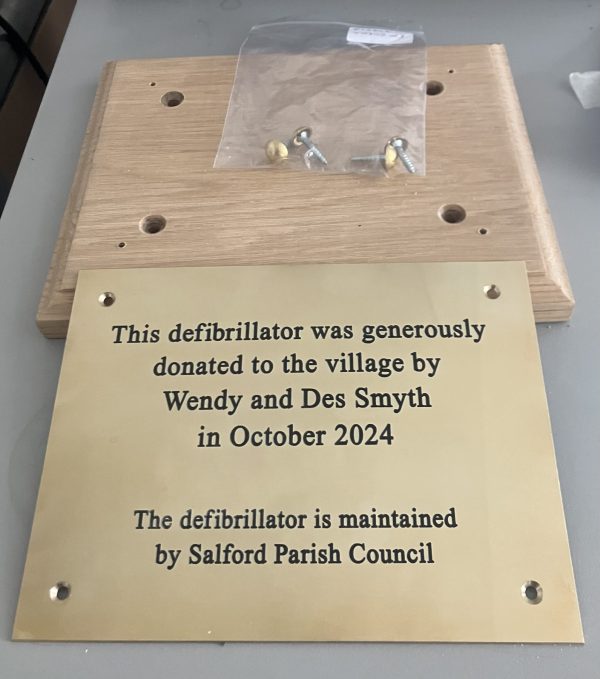 This defibrillator was generously
donated to the village by
Wendy and Des Smyth
in October 2024
The defibrillator is maintained
by Salford Parish Council